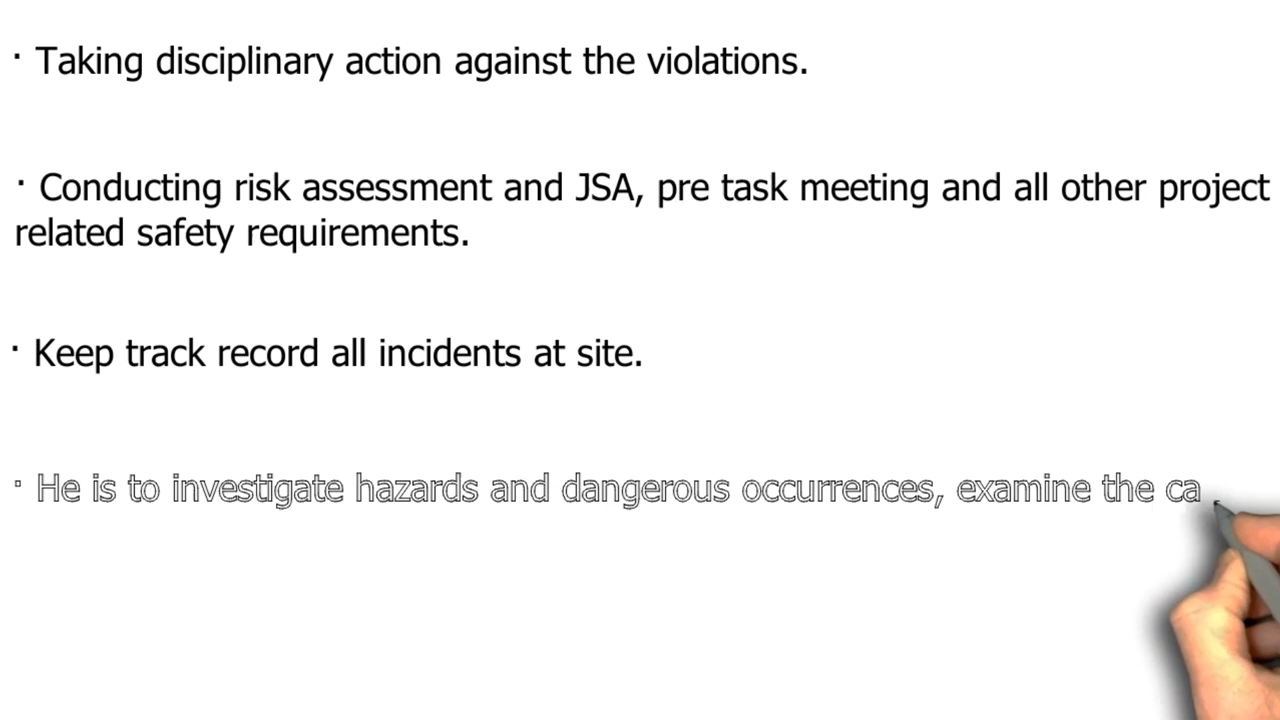 · Taking disciplinary action against the violations.
· Conducting risk assessment and JSA, pre task meeting and all other project
related safety requirements.
· Keep track record all incidents at site.
· He is to investigate hazards and dangerous occurrences, examine the ca